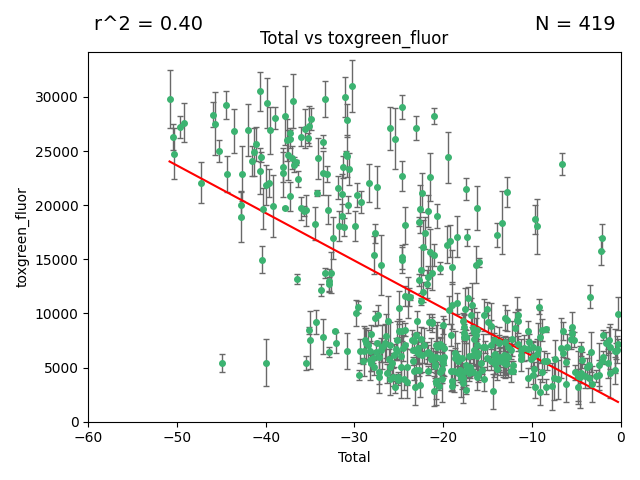 r^2 = 0.40
N = 419
Total vs toxgreen_fluor
toxgreen_fluor
30000
25000
20000
15000
10000
5000
0
−60
−50
−40
−30
−20
−10
0
Total